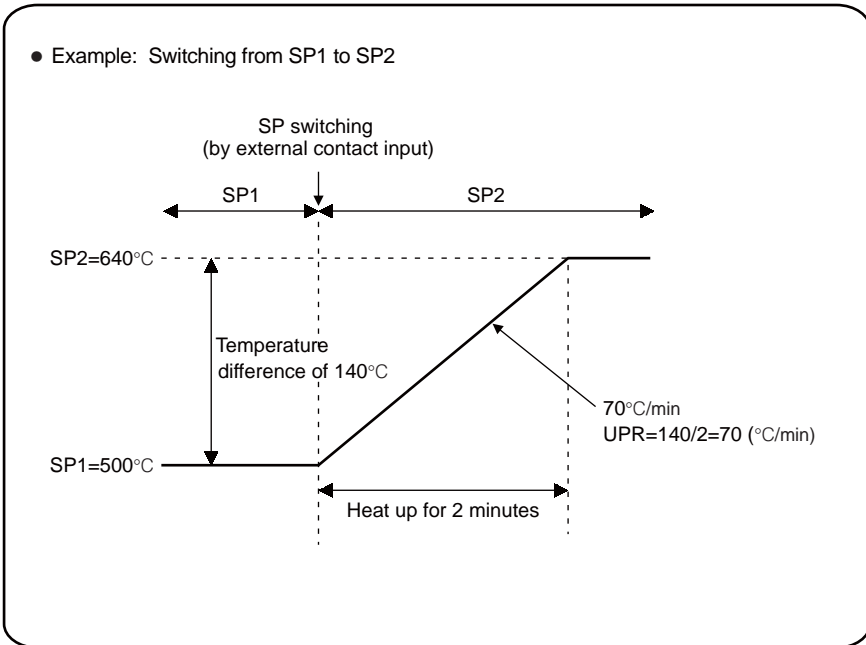 ● Example: Switching from SP1 to SP2
SP switching
(by external contact input)
SP1
SP2
SP2=640°C
Temperature
difference of 140°C
70°C/min
UPR=140/2=70 (°C/min)
SP1=500°C
Heat up for 2 minutes